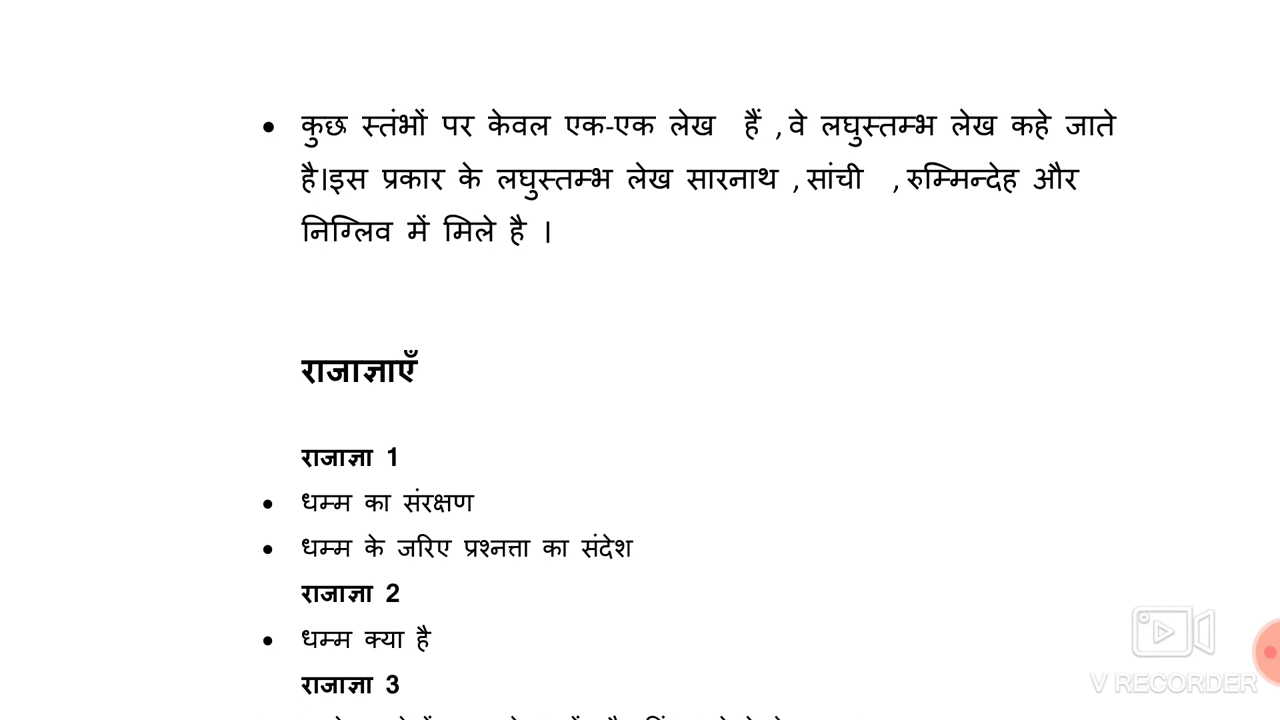 • कुछ स्तंभों पर केवल एक-एक लेख हैं ,वे लघुस्तम्भ लेख कहे जाते
है।इस प्रकार के लघुस्तम्भ लेख सारनाथ ,सांची ,रुम्मिन्देह और
निग्लिव में मिले है ।
राजाज्ञाएँ
राजाज्ञा 1
• धम्म का संरक्षण
• धम्म के जरिए प्रश्नत्ता का संदेश
राजाज्ञा 2
• धम्म क्या है
राजाज्ञा 3
V RECORDER